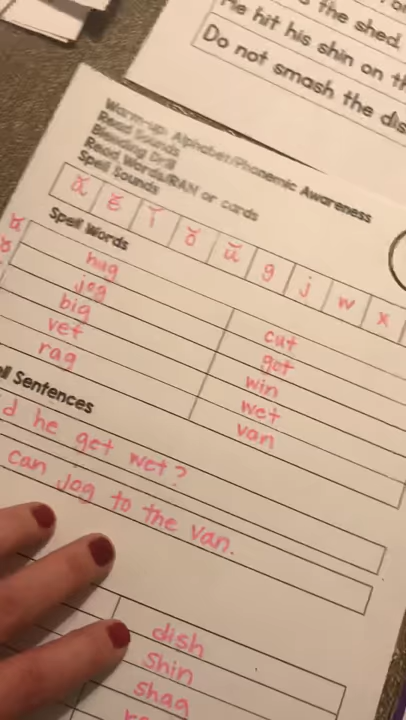 the shed.
He hit his shin on th
Do not smash the dis
Warm-up: Alphabet/Phonemic Awareness
Read Sounds
Blending Drill
Read Words/RAN or cards
Spell Sounds
ă ĕ ĭ ŏ ŭ g j w x
Spell Words
hug
jog
big
vet
rag
cut
got
win
wet
van
ll Sentences
d he get wet?
can jog to the van.
dish
shin
shag